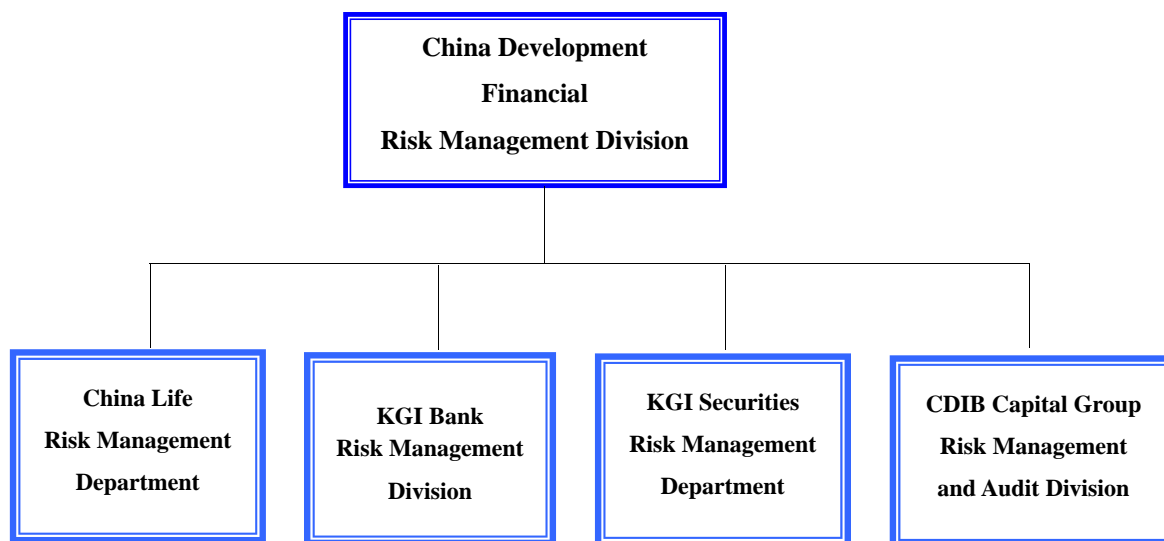 China Development
Financial
Risk Management Division
China Life
Risk Management
Department
KGI Bank
Risk Management
Division
KGI Securities
Risk Management
Department
CDIB Capital Group
Risk Management
and Audit Division